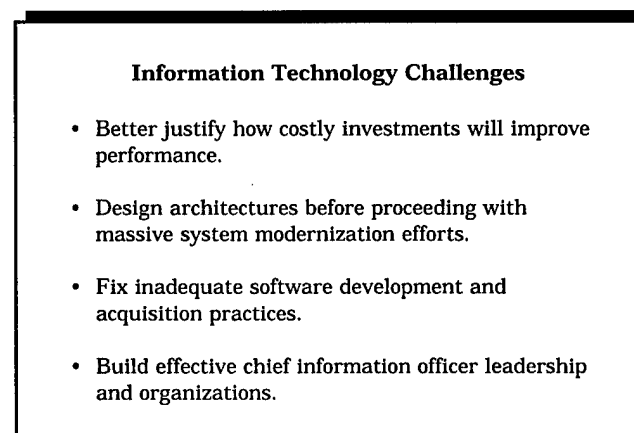 Information Technology Challenges
• Better justify how costly investments will improve
performance.
• Design architectures before proceeding with
massive system modernization efforts.
• Fix inadequate software development and
acquisition practices.
• Build effective chief information officer leadership
and organizations.